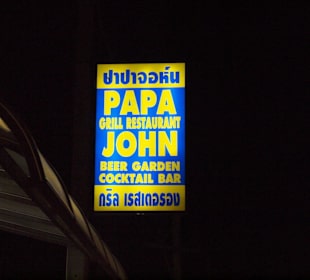 ปาปาจอห์น
PAPA
GRILL RESTAURANT
JOHN
BEER GARDEN
COCKTAIL BAR
กริล เรสเตอรอง